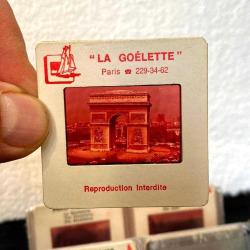 "LA GOÉLETTE"
Paris ☎ 229-34-62
Reproduction Interdite